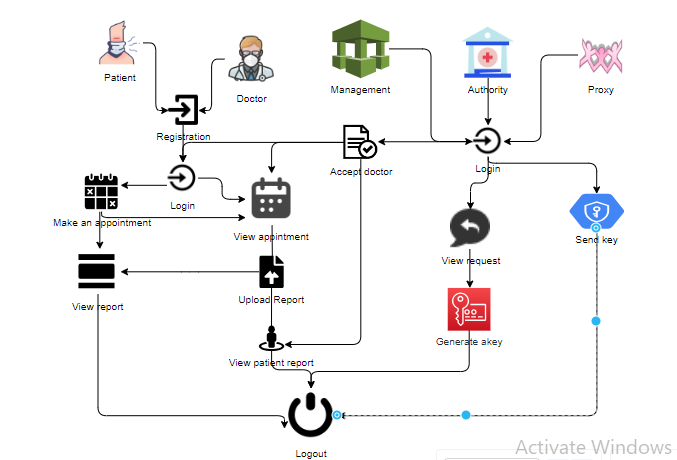 Patient
Doctor
Management
Authority
Proxy
Registration
Accept doctor
Login
Login
Make an appointment
View appintment
View request
Send key
View report
Upload Report
Generate akey
View patient report
Logout
Activate Windows